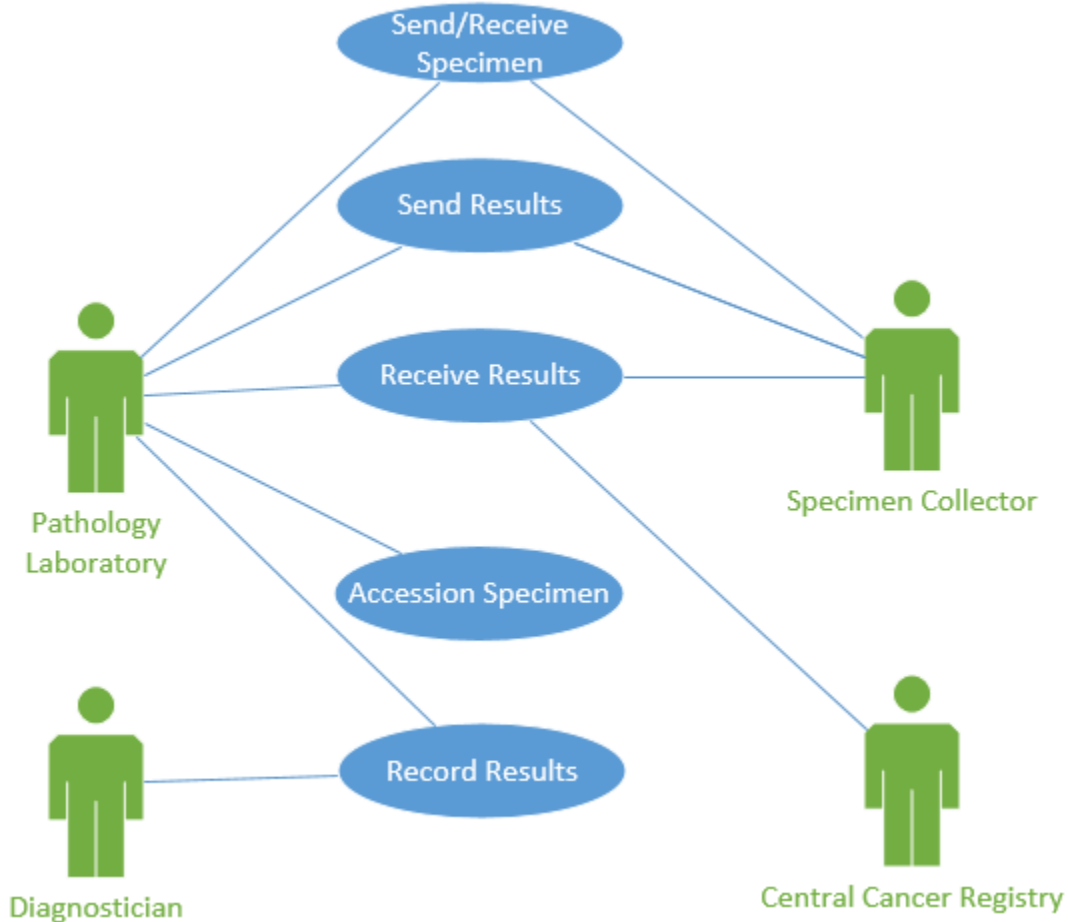 Send/Receive
Specimen
Send Results
Receive Results
Specimen Collector
Pathology
Laboratory
Accession Specimen
Record Results
Central Cancer Registry
Diagnostician